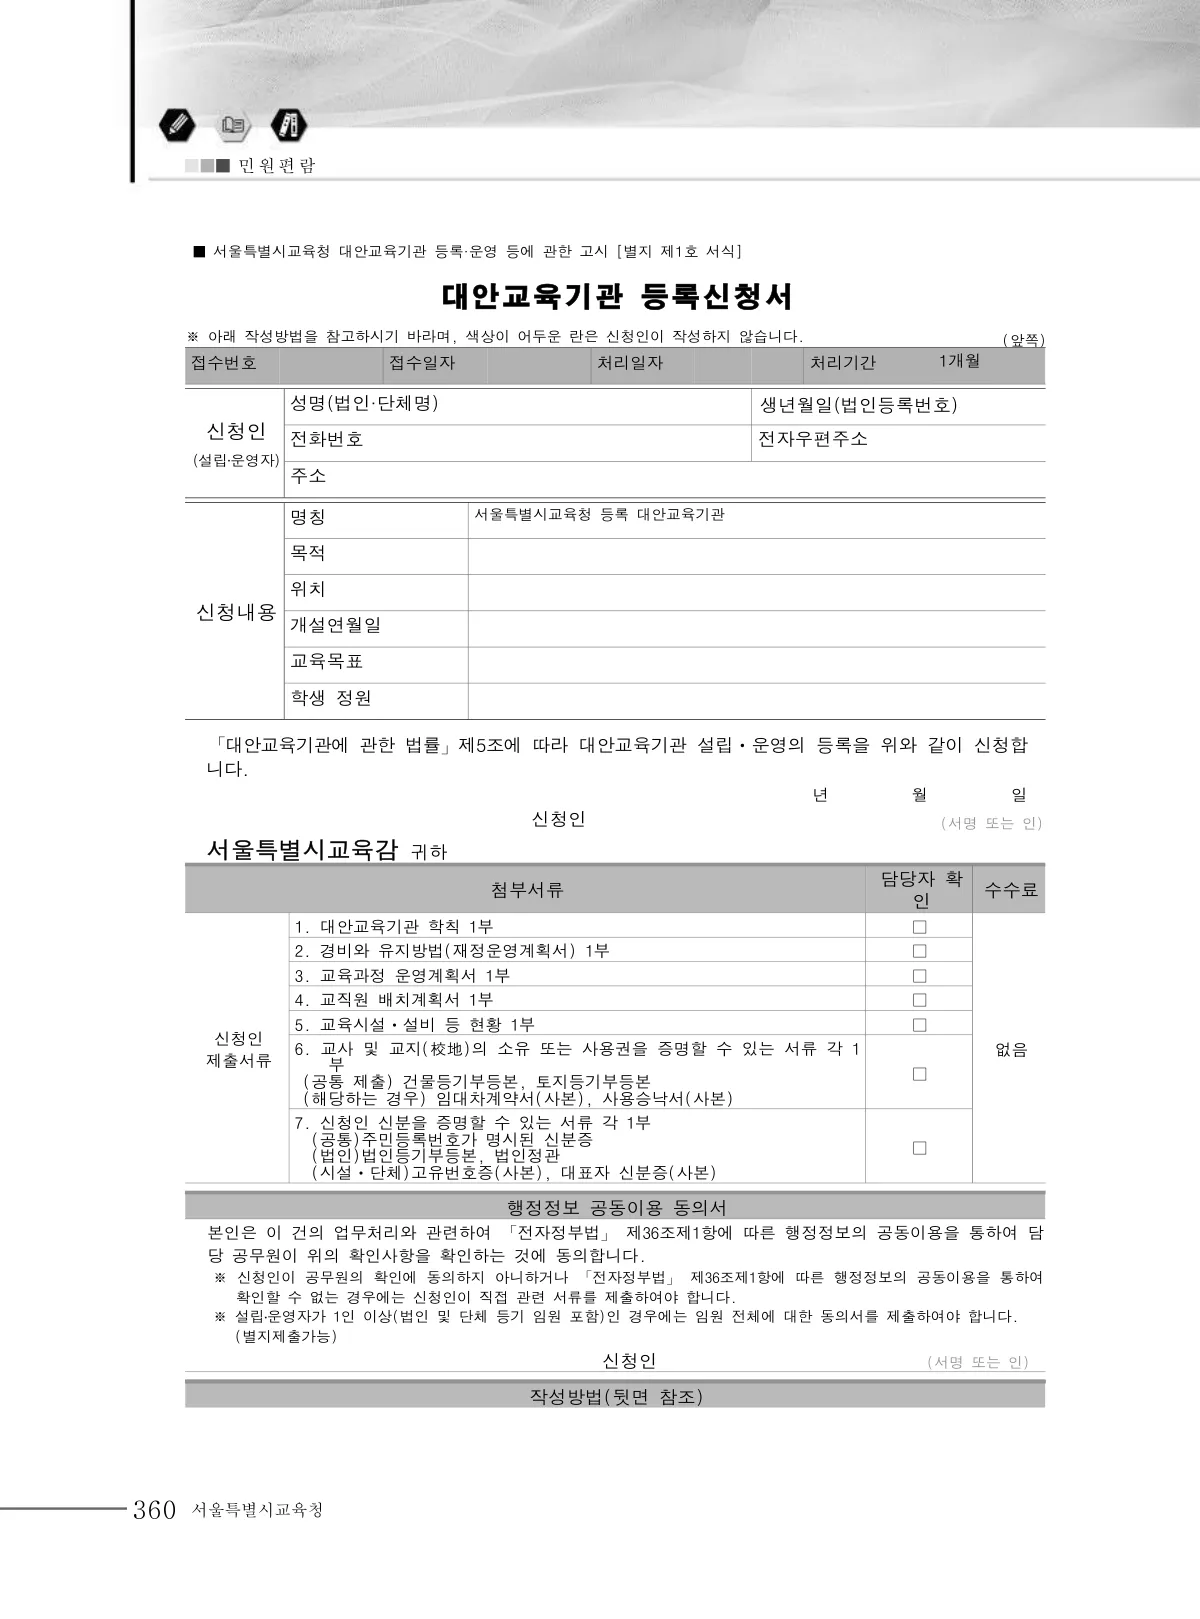 민원편람
■ 서울특별시교육청 대안교육기관 등록·운영 등에 관한 고시 [별지 제1호 서식]
대안교육기관 등록신청서
※ 아래 작성방법을 참고하시기 바라며, 색상이 어두운 란은 신청인이 작성하지 않습니다.
(앞쪽)
접수번호 접수일자 처리일자 처리기간 1개월
신청인
(설립·운영자)
성명(법인·단체명) 생년월일(법인등록번호)
전화번호 전자우편주소
주소
신청내용
명칭 서울특별시교육청 등록 대안교육기관
목적
위치
개설연월일
교육목표
학생 정원
「대안교육기관에 관한 법률」제5조에 따라 대안교육기관 설립·운영의 등록을 위와 같이 신청합
니다.
년 월 일
신청인 (서명 또는 인)
서울특별시교육감 귀하
첨부서류 담당자 확
인 수수료
신청인
제출서류
1. 대안교육기관 학칙 1부 □
2. 경비와 유지방법(재정운영계획서) 1부 □
3. 교육과정 운영계획서 1부 □
4. 교직원 배치계획서 1부 □
5. 교육시설·설비 등 현황 1부 □
6. 교사 및 교지(校地)의 소유 또는 사용권을 증명할 수 있는 서류 각 1
부
(공통 제출) 건물등기부등본, 토지등기부등본
(해당하는 경우) 임대차계약서(사본), 사용승낙서(사본)
□
없음
7. 신청인 신분을 증명할 수 있는 서류 각 1부
(공통)주민등록번호가 명시된 신분증
(법인)법인등기부등본, 법인정관
(시설·단체)고유번호증(사본), 대표자 신분증(사본)
□
행정정보 공동이용 동의서
본인은 이 건의 업무처리와 관련하여 「전자정부법」 제36조제1항에 따른 행정정보의 공동이용을 통하여 담
당 공무원이 위의 확인사항을 확인하는 것에 동의합니다.
※ 신청인이 공무원의 확인에 동의하지 아니하거나 「전자정부법」 제36조제1항에 따른 행정정보의 공동이용을 통하여
확인할 수 없는 경우에는 신청인이 직접 관련 서류를 제출하여야 합니다.
※ 설립·운영자가 1인 이상(법인 및 단체 등기 임원 포함)인 경우에는 임원 전체에 대한 동의서를 제출하여야 합니다.
(별지제출가능)
신청인 (서명 또는 인)
작성방법(뒷면 참조)
360 서울특별시교육청